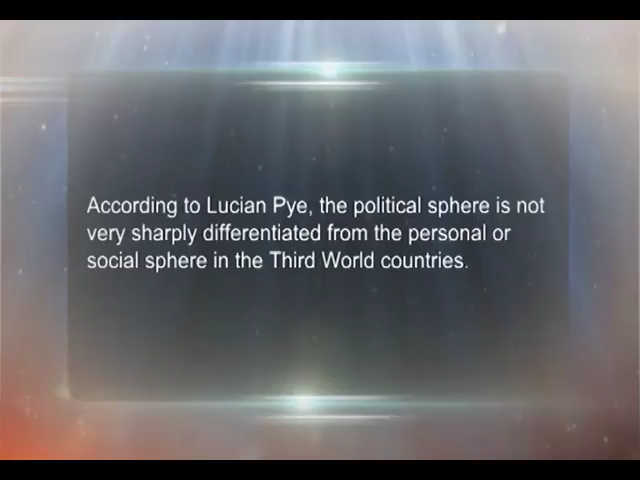 According to Lucian Pye, the political sphere is not
very sharply differentiated from the personal or
social sphere in the Third World countries.